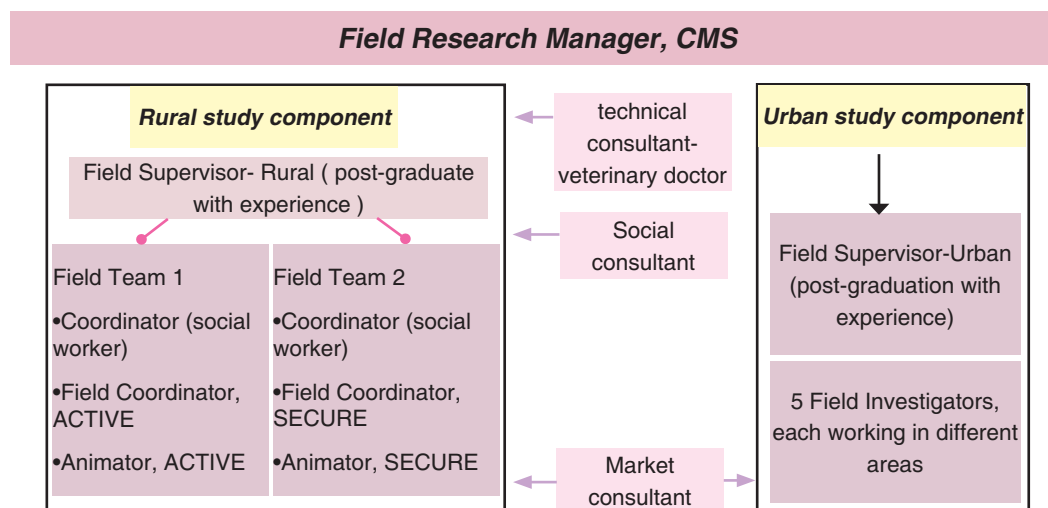 Field Research Manager, CMS
Rural study component
Field Supervisor- Rural ( post-graduate
with experience )
Field Team 1
•Coordinator (social
worker)
•Field Coordinator,
ACTIVE
•Animator, ACTIVE
Field Team 2
•Coordinator (social
worker)
•Field Coordinator,
SECURE
•Animator, SECURE
technical
consultant-
veterinary doctor
Social
consultant
Market
consultant
Urban study component
Field Supervisor-Urban
(post-graduation with
experience)
5 Field Investigators,
each working in different
areas